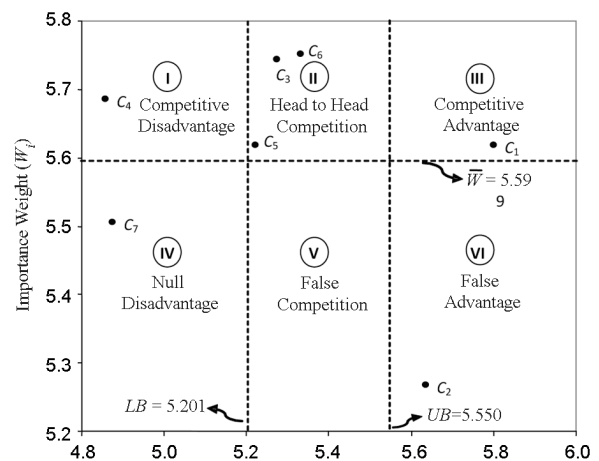 5.8
5.7
5.6
5.5
5.4
5.3
5.2
Importance Weight (Wi)
I
Competitive
Disadvantage
II
Head to Head
Competition
III
Competitive
Advantage
C6
C3
C4
C5
C1
W̅ = 5.59
9
C7
IV
Null
Disadvantage
V
False
Competition
VI
False
Advantage
C2
LB = 5.201
UB=5.550
4.8 5.0 5.2 5.4 5.6 5.8 6.0